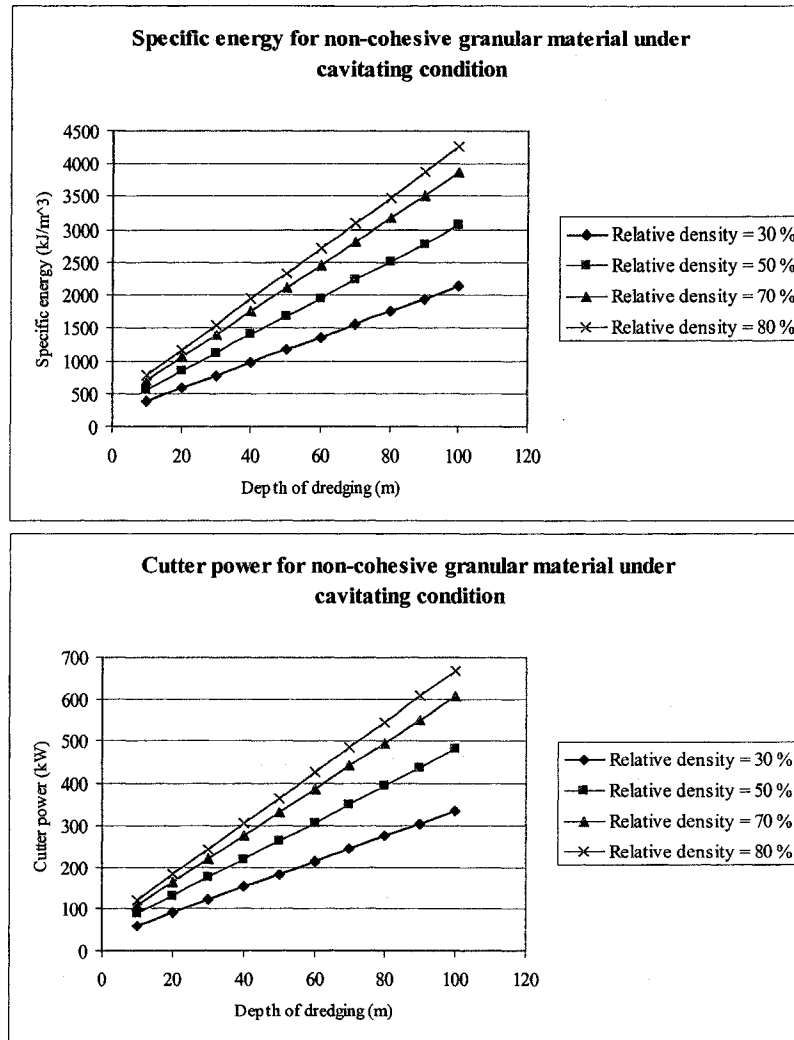 Specific energy for non-cohesive granular material under
cavitating condition
4500
4000
3500
3000
2500
2000
1500
1000
500
0
Specific energy (kJ/m^3)
0 20 40 60 80 100 120
Depth of dredging (m)
Relative density = 30 %
Relative density = 50 %
Relative density = 70 %
Relative density = 80 %
Cutter power for non-cohesive granular material under
cavitating condition
700
600
500
400
300
200
100
0
Cutter power (kW)
0 20 40 60 80 100 120
Depth of dredging (m)
Relative density = 30 %
Relative density = 50 %
Relative density = 70 %
Relative density = 80 %